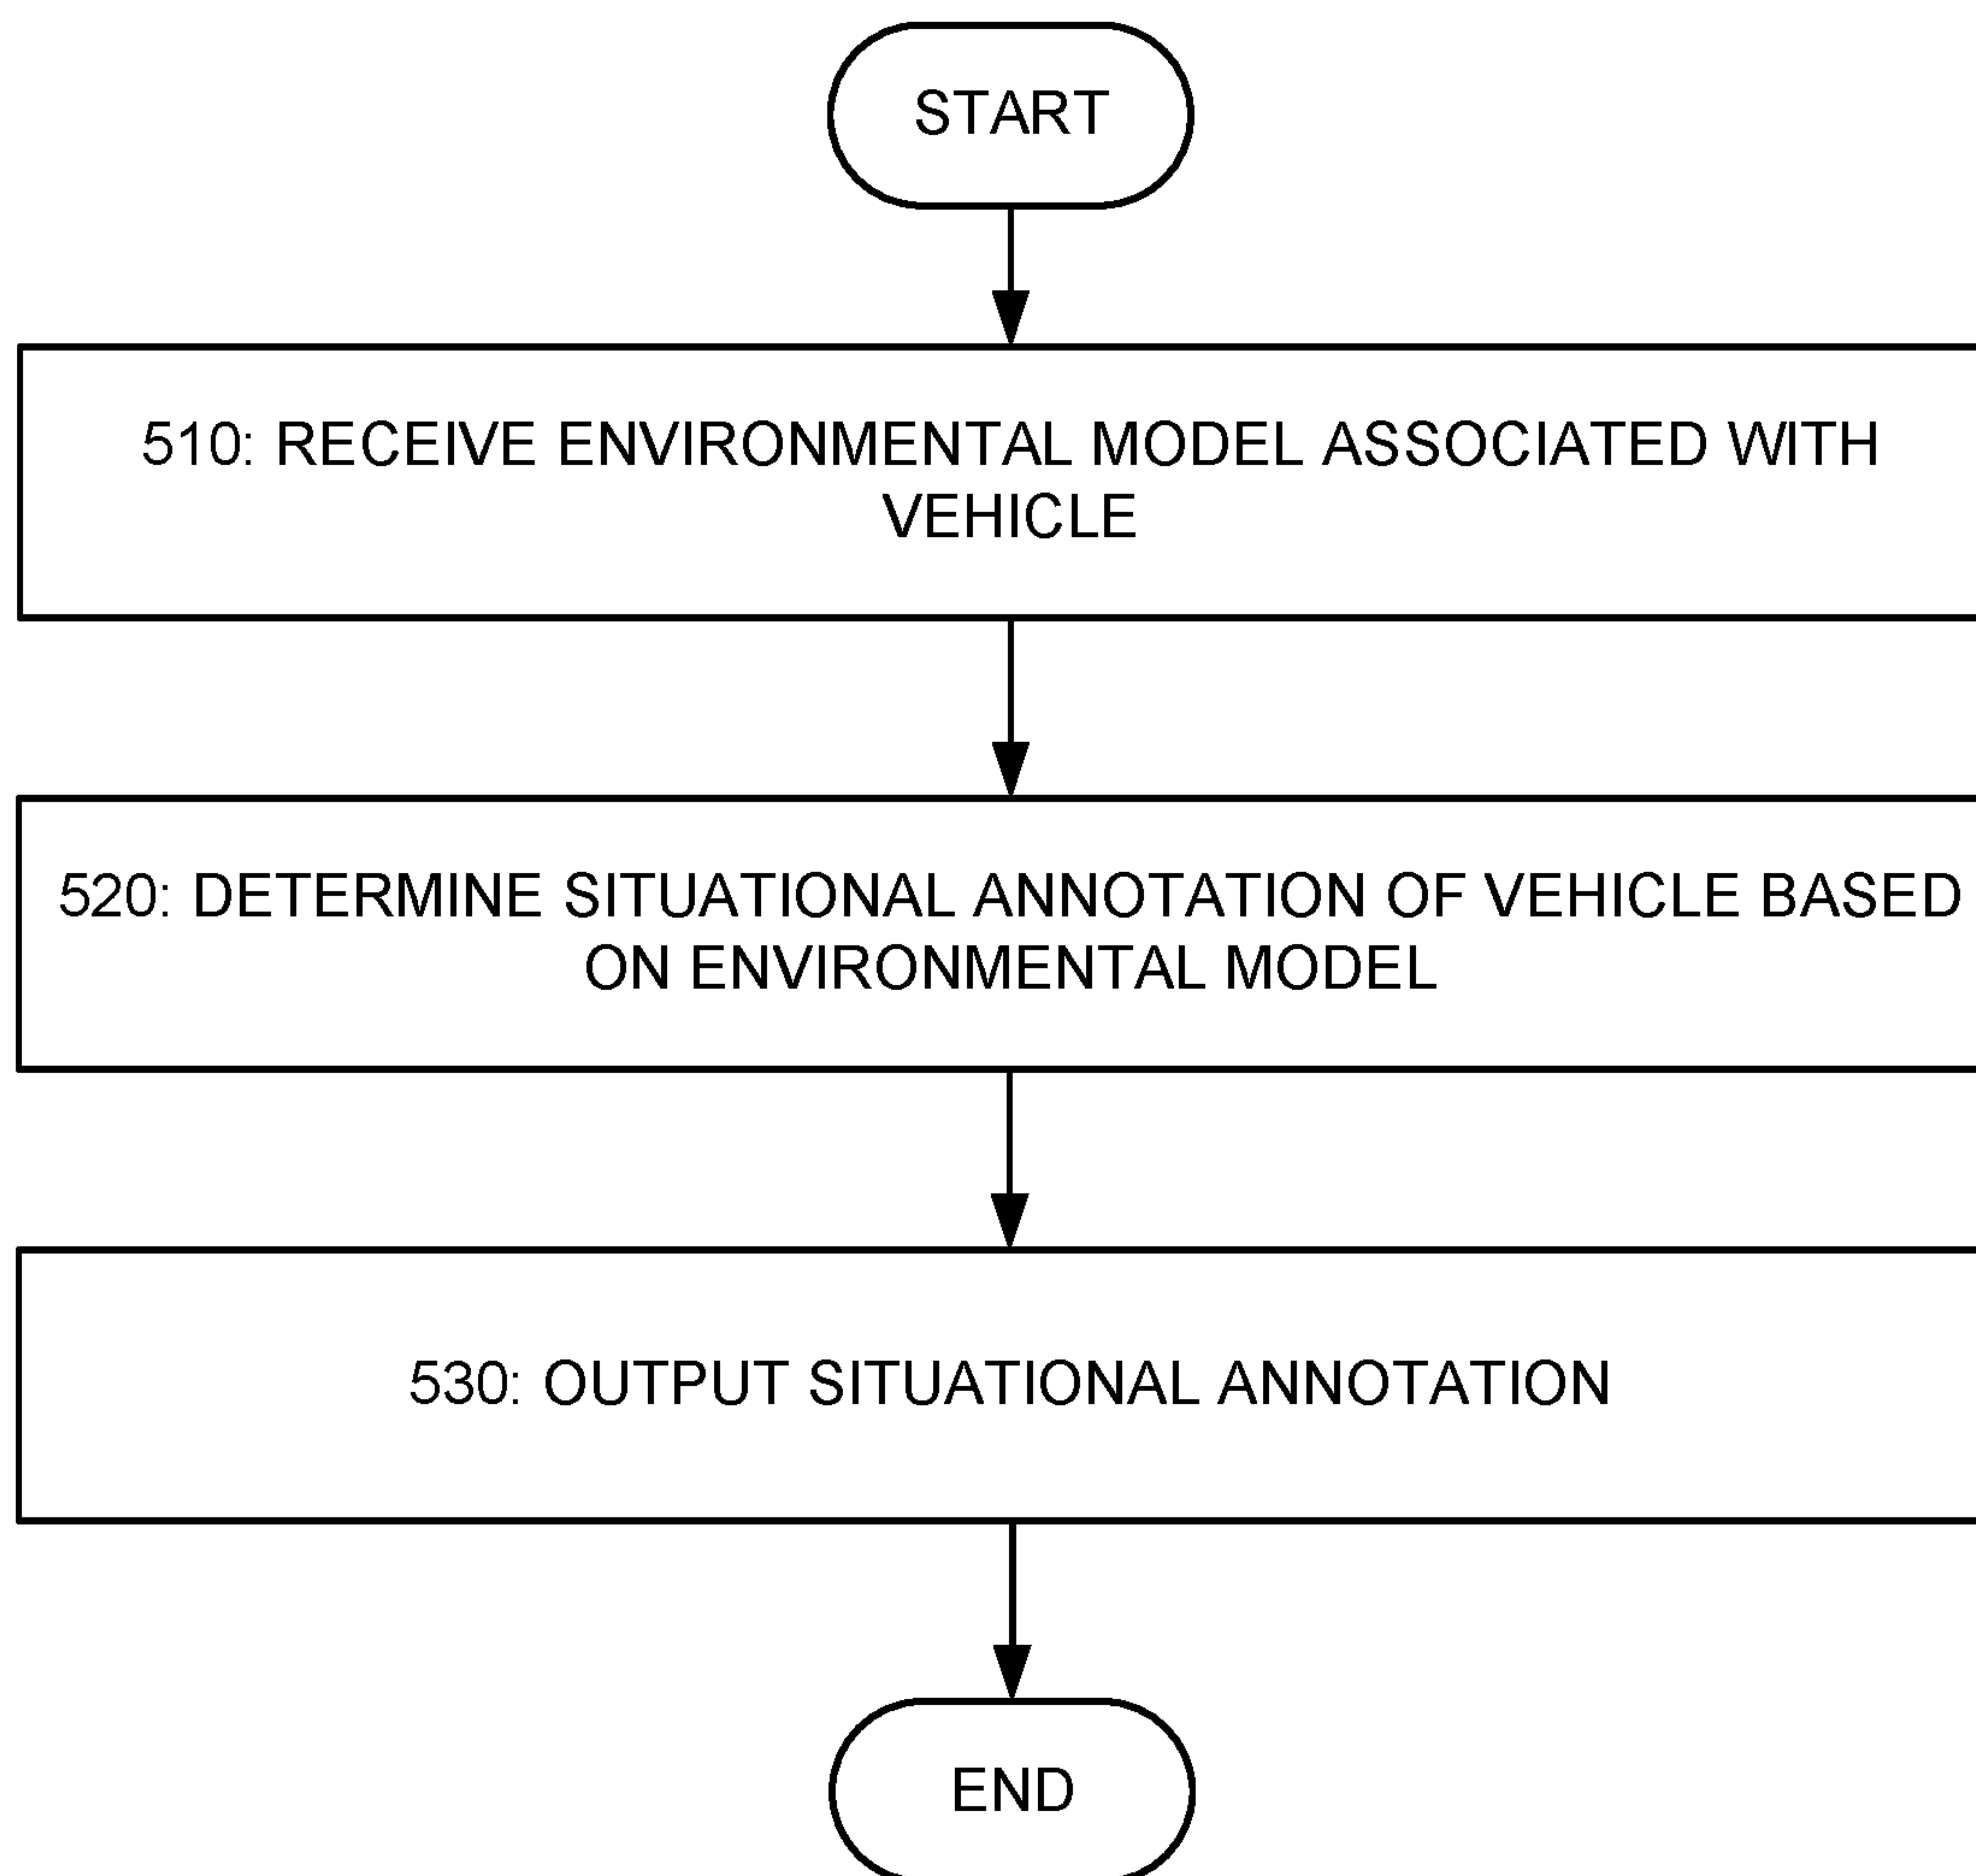 START
510: RECEIVE ENVIRONMENTAL MODEL ASSOCIATED WITH
VEHICLE
520: DETERMINE SITUATIONAL ANNOTATION OF VEHICLE BASED
ON ENVIRONMENTAL MODEL
530: OUTPUT SITUATIONAL ANNOTATION
END